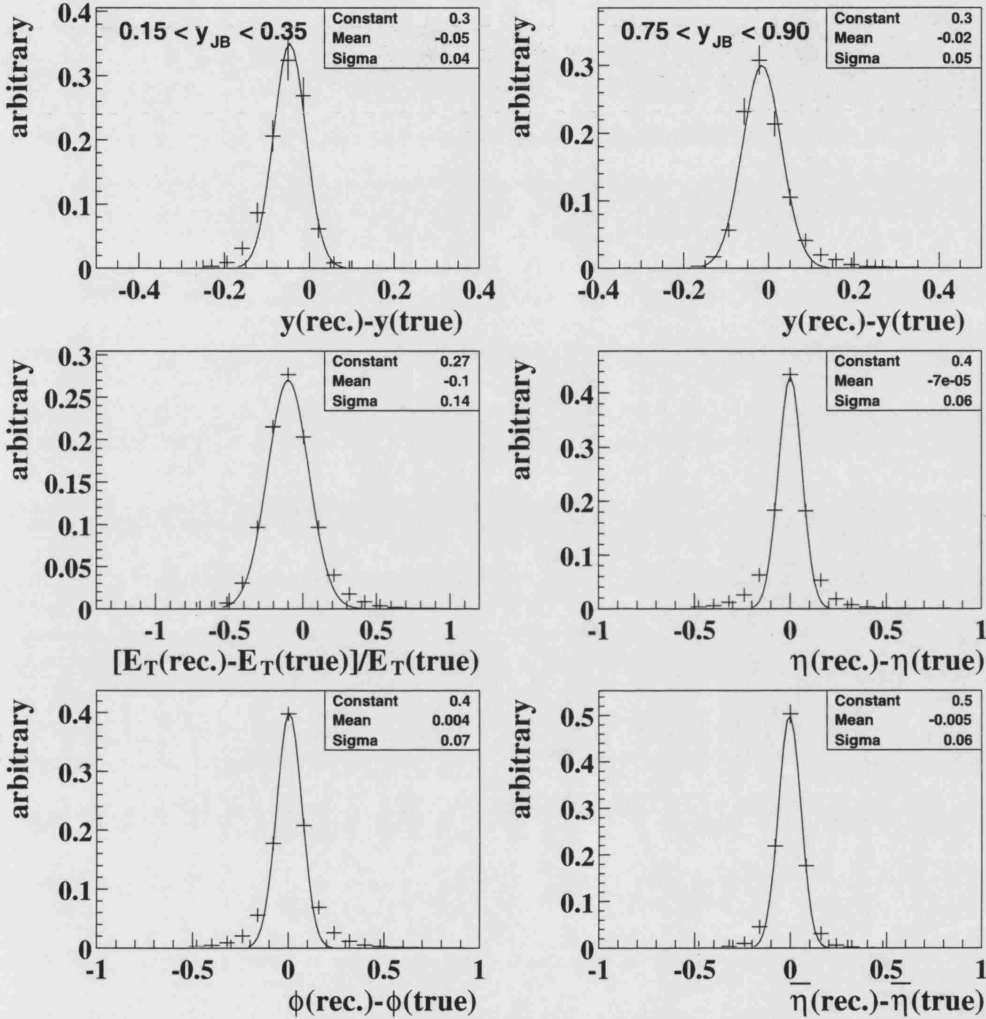 0.15 < y_JB < 0.35
Constant 0.3
Mean -0.05
Sigma 0.04
arbitrary
0.4
0.3
0.2
0.1
0
-0.4 -0.2 0 0.2 0.4
y(rec.)-y(true)
0.75 < y_JB < 0.90
Constant 0.3
Mean -0.02
Sigma 0.05
arbitrary
0.3
0.2
0.1
0
-0.4 -0.2 0 0.2 0.4
y(rec.)-y(true)
Constant 0.27
Mean -0.1
Sigma 0.14
arbitrary
0.3
0.25
0.2
0.15
0.1
0.05
0
-1 -0.5 0 0.5 1
[E_T(rec.)-E_T(true)]/E_T(true)
Constant 0.4
Mean -7e-05
Sigma 0.06
arbitrary
0.4
0.3
0.2
0.1
0
-1 -0.5 0 0.5 1
η(rec.)-η(true)
Constant 0.4
Mean 0.004
Sigma 0.07
arbitrary
0.4
0.3
0.2
0.1
0
-1 -0.5 0 0.5 1
ϕ(rec.)-ϕ(true)
Constant 0.5
Mean -0.005
Sigma 0.06
arbitrary
0.5
0.4
0.3
0.2
0.1
0
-1 -0.5 0 0.5 1
η̅(rec.)-η̅(true)